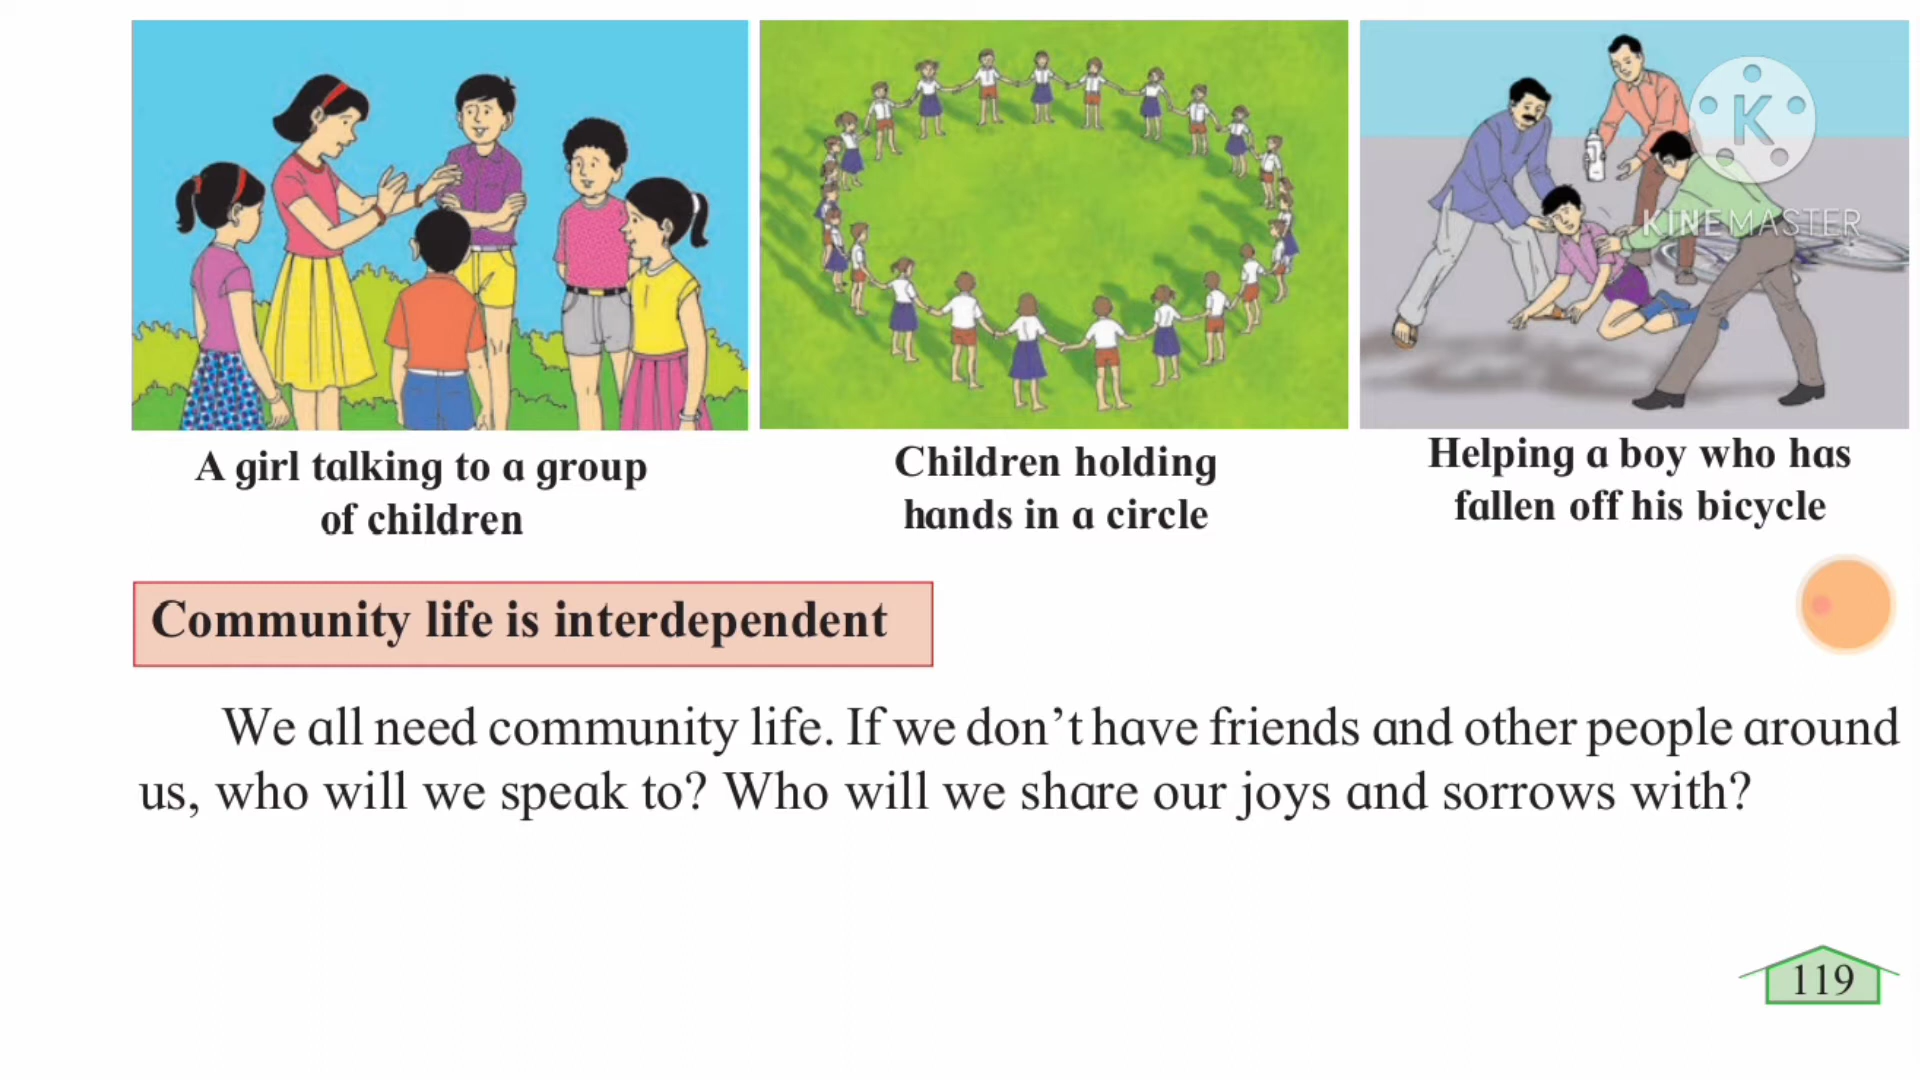 K
KINEMASTER
A girl talking to a group
of children
Children holding
hands in a circle
Helping a boy who has
fallen off his bicycle
Community life is interdependent
We all need community life. If we don’t have friends and other people around
us, who will we speak to? Who will we share our joys and sorrows with?
119